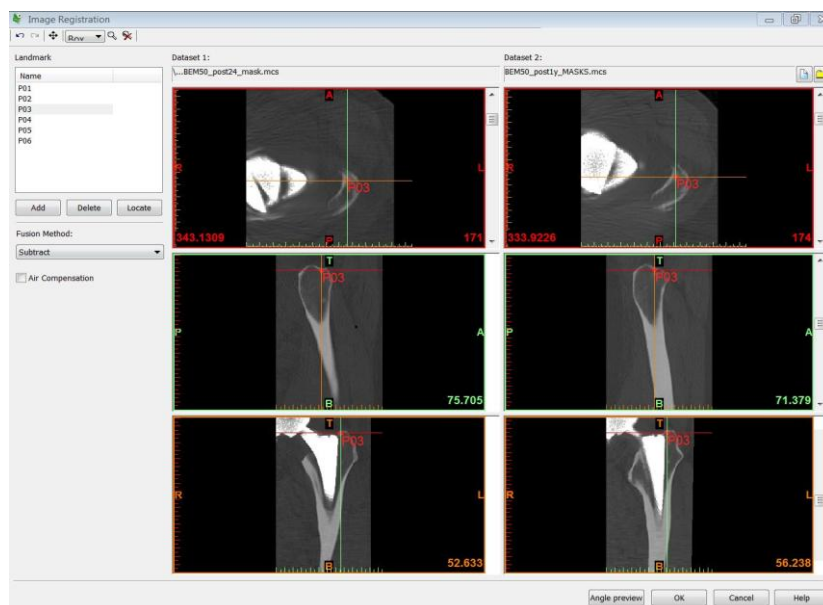 Image Registration
Box
Landmark
Name
P01
P02
P03
P04
P05
P06
Add Delete Locate
Fusion Method:
Subtract
Air Compensation
Dataset 1:
\...BEM50_post24_mask.mcs
A
R
P03
343.1309
P
171
T
P03
P
B
75.705
T
P03
R
B
52.633
Dataset 2:
BEM50_post1y_MASKS.mcs
A
R
L
P03
333.9226
P
174
T
P03
P
A
B
71.379
T
P03
R
L
B
56.238
Angle preview OK Cancel Help